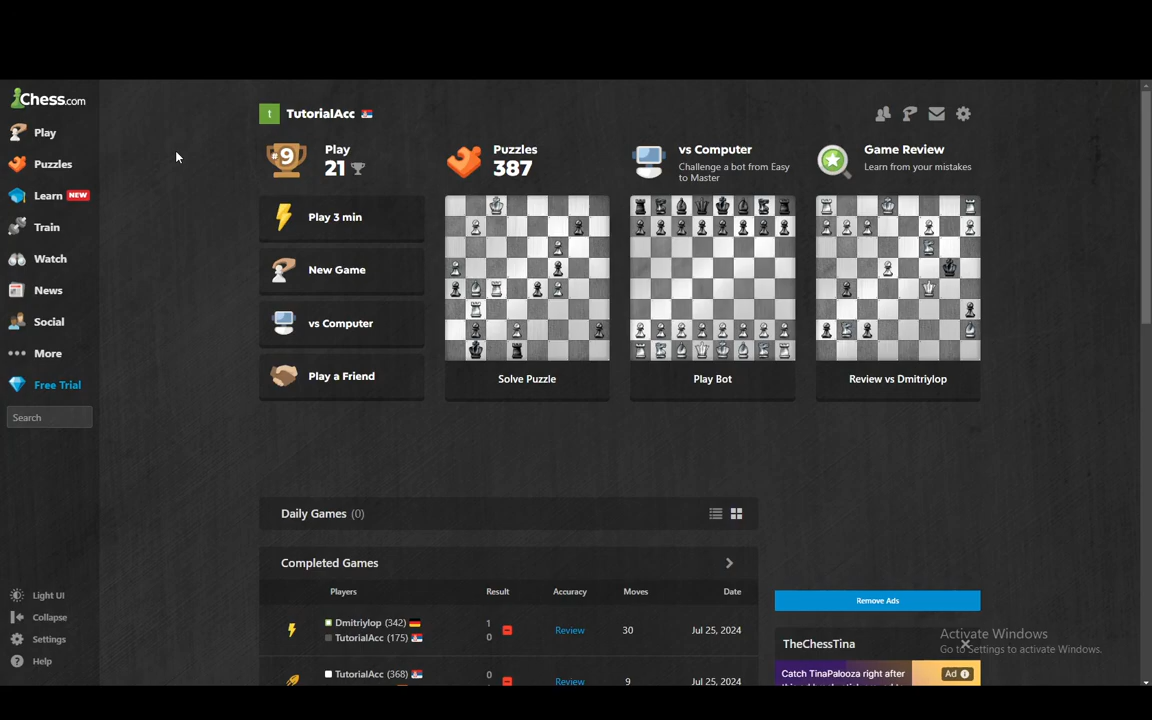 Chess.com
Play
Puzzles
Learn NEW
Train
Watch
News
Social
More
Free Trial
Search
Light UI
Collapse
Settings
Help
t TutorialAcc
#9 Play
21
Play 3 min
New Game
vs Computer
Play a Friend
Puzzles
387
Solve Puzzle
vs Computer
Challenge a bot from Easy
to Master
Play Bot
Game Review
Learn from your mistakes
Review vs Dmitriylop
Daily Games (0)
Completed Games
Players Result Accuracy Moves Date
Dmitriylop (342) 1
TutorialAcc (175) 0
Review 30 Jul 25, 2024
TutorialAcc (368) 0
Review 9 Jul 25, 2024
Remove Ads
TheChessTina
Catch TinaPalooza right after
Ad
Activate Windows
Go to Settings to activate Windows.